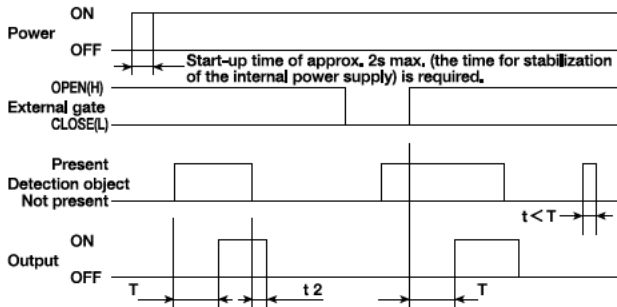 ON
Power
OFF
Start-up time of approx. 2s max. (the time for stabilization
of the internal power supply) is required.
OPEN(H)
External gate
CLOSE(L)
Present
Detection object
Not present
t<T
ON
Output
OFF
T
t 2
T